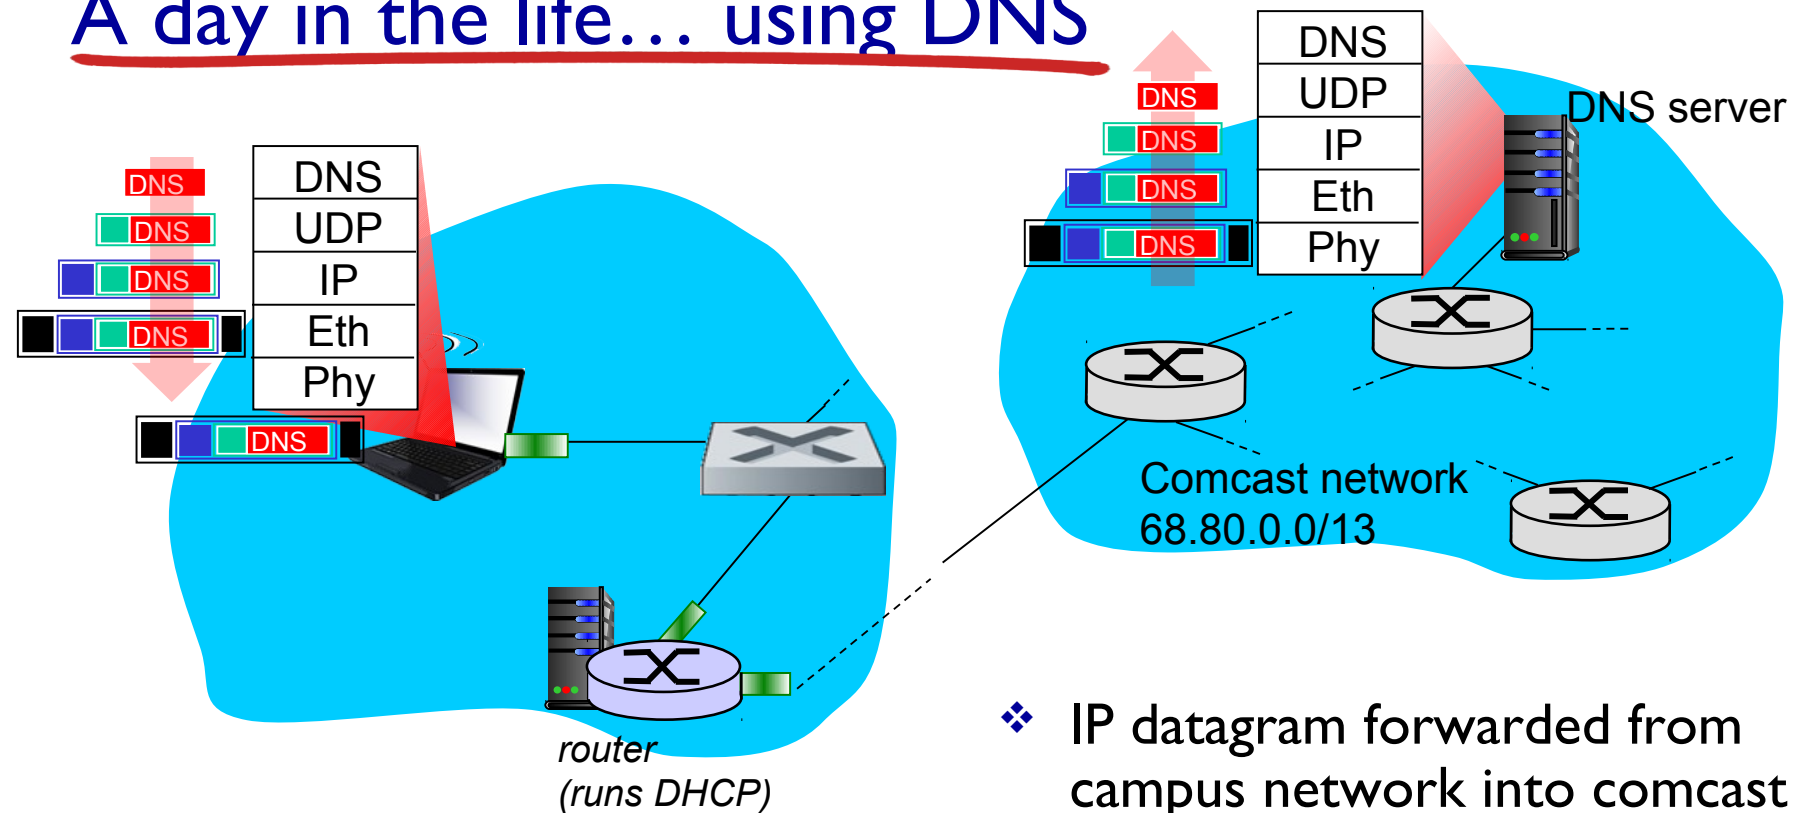 A day in the life… using DNS
DNS
DNS
DNS
DNS
DNS
UDP
IP
Eth
Phy
DNS
DNS
DNS
DNS
DNS
DNS
UDP
IP
Eth
Phy
DNS server
Comcast network
68.80.0.0/13
router
(runs DHCP)
❖ IP datagram forwarded from
campus network into comcast